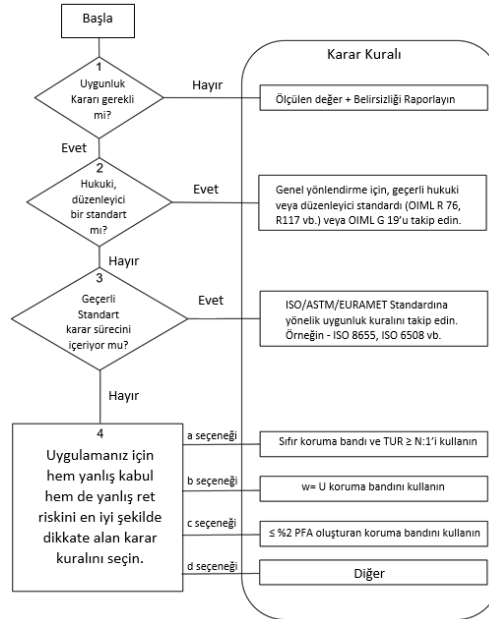 Başla
Karar Kuralı
1
Uygunluk
Kararı gerekli
mi?
Hayır
Ölçülen değer + Belirsizliği Raporlayın
Evet
2
Hukuki,
düzenleyici
bir standart
mı?
Evet
Genel yönlendirme için, geçerli hukuki
veya düzenleyici standardı (OIML R 76,
R117 vb.) veya OIML G 19'u takip edin.
Hayır
3
Geçerli
Standart
karar sürecini
içeriyor mu?
Evet
ISO/ASTM/EURAMET Standardına
yönelik uygunluk kuralını takip edin.
Örneğin - ISO 8655, ISO 6508 vb.
Hayır
4
Uygulamanız için
hem yanlış kabul
hem de yanlış ret
riskini en iyi şekilde
dikkate alan karar
kuralını seçin.
a seçeneği
Sıfır koruma bandı ve TUR ≥ N:1'i kullanın
b seçeneği
w= U koruma bandını kullanın
c seçeneği
≤ %2 PFA oluşturan koruma bandını kullanın
d seçeneği
Diğer